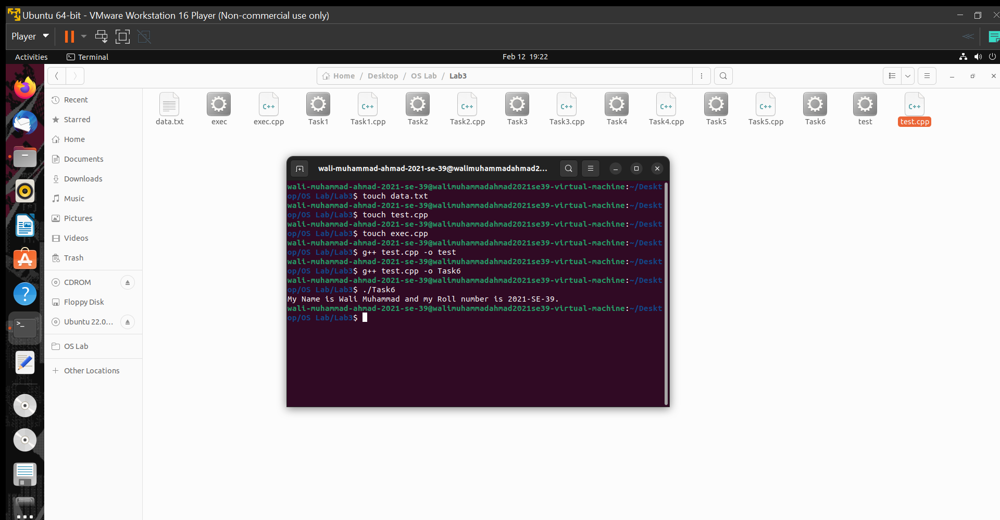 Ubuntu 64-bit - VMware Workstation 16 Player (Non-commercial use only)
Player
Activities
Terminal
Feb 12 19:22
Home / Desktop / OS Lab / Lab3
Recent
Starred
Home
Documents
Downloads
Music
Pictures
Videos
Trash
CDROM
Floppy Disk
Ubuntu 22.0...
OS Lab
+ Other Locations
data.txt
exec
C++
exec.cpp
Task1
C++
Task1.cpp
Task2
C++
Task2.cpp
Task3
C++
Task3.cpp
Task4
C++
Task4.cpp
Task5
C++
Task5.cpp
Task6
test
C++
test.cpp
wali-muhammad-ahmad-2021-se-39@walimuhammadahmad2...
wali-muhammad-ahmad-2021-se-39@walimuhammadahmad2021se39-virtual-machine:~/Deskt
op/OS Lab/Lab3$ touch data.txt
wali-muhammad-ahmad-2021-se-39@walimuhammadahmad2021se39-virtual-machine:~/Deskt
op/OS Lab/Lab3$ touch test.cpp
wali-muhammad-ahmad-2021-se-39@walimuhammadahmad2021se39-virtual-machine:~/Deskt
op/OS Lab/Lab3$ touch exec.cpp
wali-muhammad-ahmad-2021-se-39@walimuhammadahmad2021se39-virtual-machine:~/Deskt
op/OS Lab/Lab3$ g++ test.cpp -o test
wali-muhammad-ahmad-2021-se-39@walimuhammadahmad2021se39-virtual-machine:~/Deskt
op/OS Lab/Lab3$ g++ test.cpp -o Task6
wali-muhammad-ahmad-2021-se-39@walimuhammadahmad2021se39-virtual-machine:~/Deskt
op/OS Lab/Lab3$ ./Task6
My Name is Wali Muhammad and my Roll number is 2021-SE-39.
wali-muhammad-ahmad-2021-se-39@walimuhammadahmad2021se39-virtual-machine:~/Deskt
op/OS Lab/Lab3$